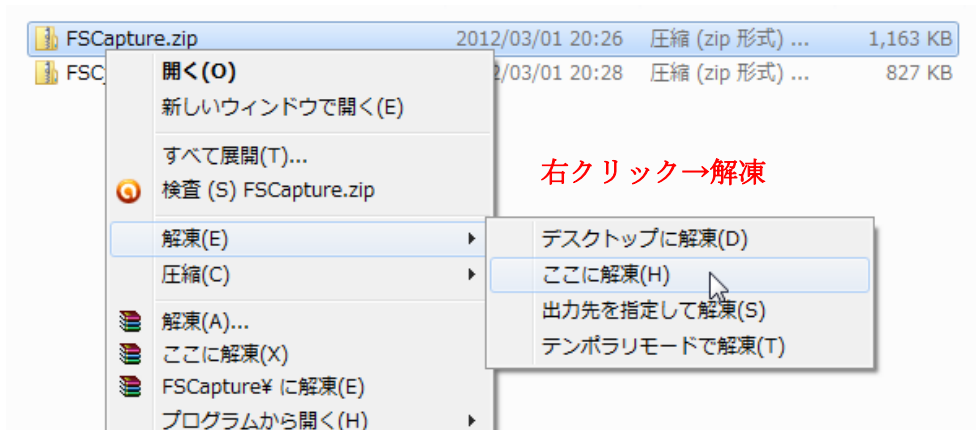 FSCapture.zip 2012/03/01 20:26 圧縮 (zip 形式) ... 1,163 KB
FSC /03/01 20:28 圧縮 (zip 形式) ... 827 KB
開く(O)
新しいウィンドウで開く(E)
すべて展開(T)...
検査 (S) FSCapture.zip
右クリック→解凍
解凍(E)
圧縮(C)
デスクトップに解凍(D)
ここに解凍(H)
出力先を指定して解凍(S)
テンポラリモードで解凍(T)
解凍(A)...
ここに解凍(X)
FSCapture¥ に解凍(E)
プログラムから開く(H)